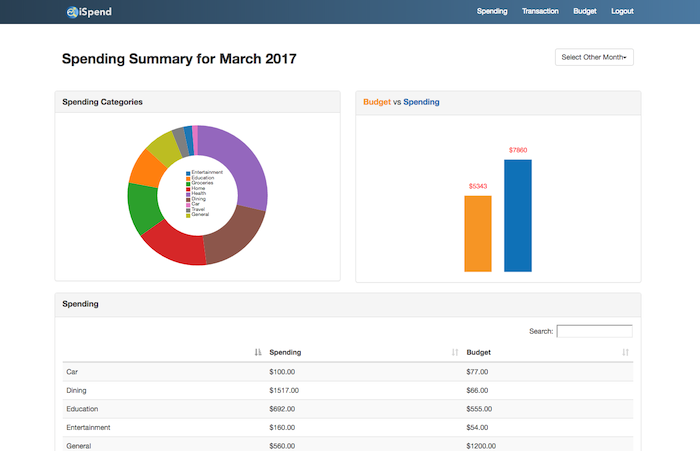 iSpend
Spending Transaction Budget Logout
Spending Summary for March 2017
Select Other Month
Spending Categories
Entertainment
Education
Groceries
Home
Health
Dining
Car
Travel
General
Budget vs Spending
$7860
$5343
Spending
Search:
Spending Budget
Car $100.00 $77.00
Dining $1517.00 $66.00
Education $692.00 $555.00
Entertainment $160.00 $54.00
General $560.00 $1200.00